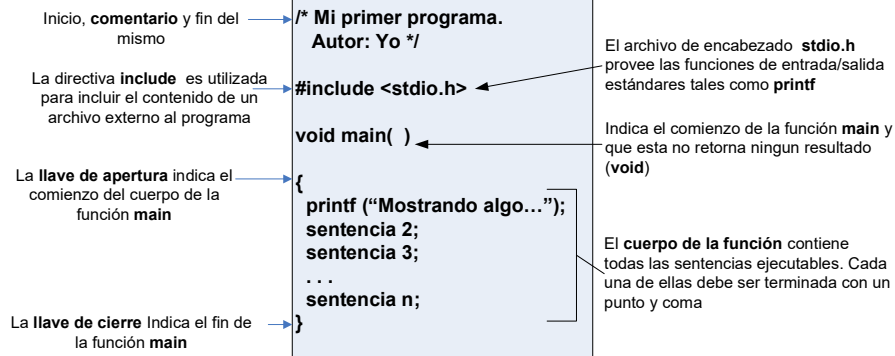 Inicio, comentario y fin del
mismo
La directiva include es utilizada
para incluir el contenido de un
archivo externo al programa
La llave de apertura indica el
comienzo del cuerpo de la
función main
La llave de cierre Indica el fin de
la función main
/* Mi primer programa.
Autor: Yo */
#include <stdio.h>
void main( )
{
printf (“Mostrando algo…”);
sentencia 2;
sentencia 3;
. . .
sentencia n;
}
El archivo de encabezado stdio.h
provee las funciones de entrada/salida
estándares tales como printf
Indica el comienzo de la función main y
que esta no retorna ningun resultado
(void)
El cuerpo de la función contiene
todas las sentencias ejecutables. Cada
una de ellas debe ser terminada con un
punto y coma